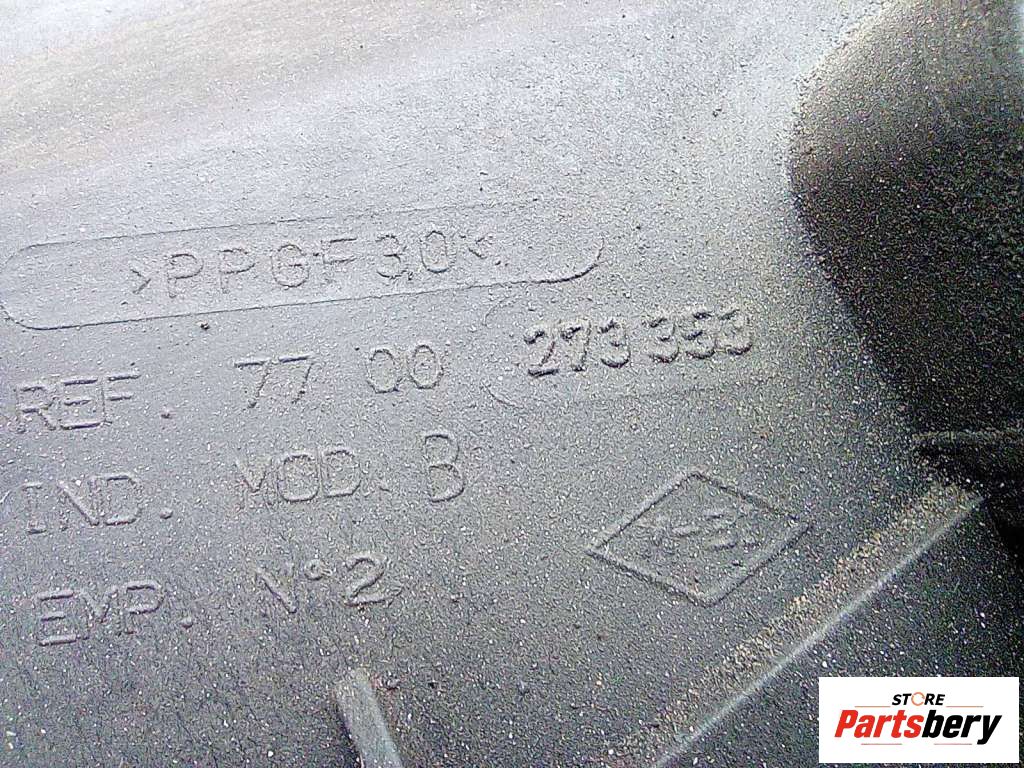 >PPGF30<
REF. 77 00 273 353
IND. MOD. B
EMP. N°2
STORE
Partsbery